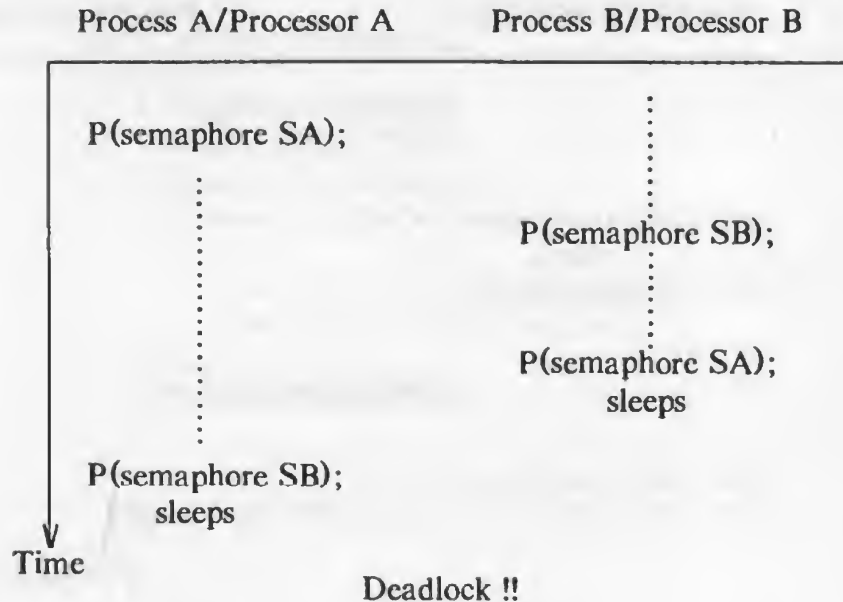 Process A/Processor A
Process B/Processor B
P(semaphore SA);
P(semaphore SB);
P(semaphore SA);
sleeps
P(semaphore SB);
sleeps
Time
Deadlock !!